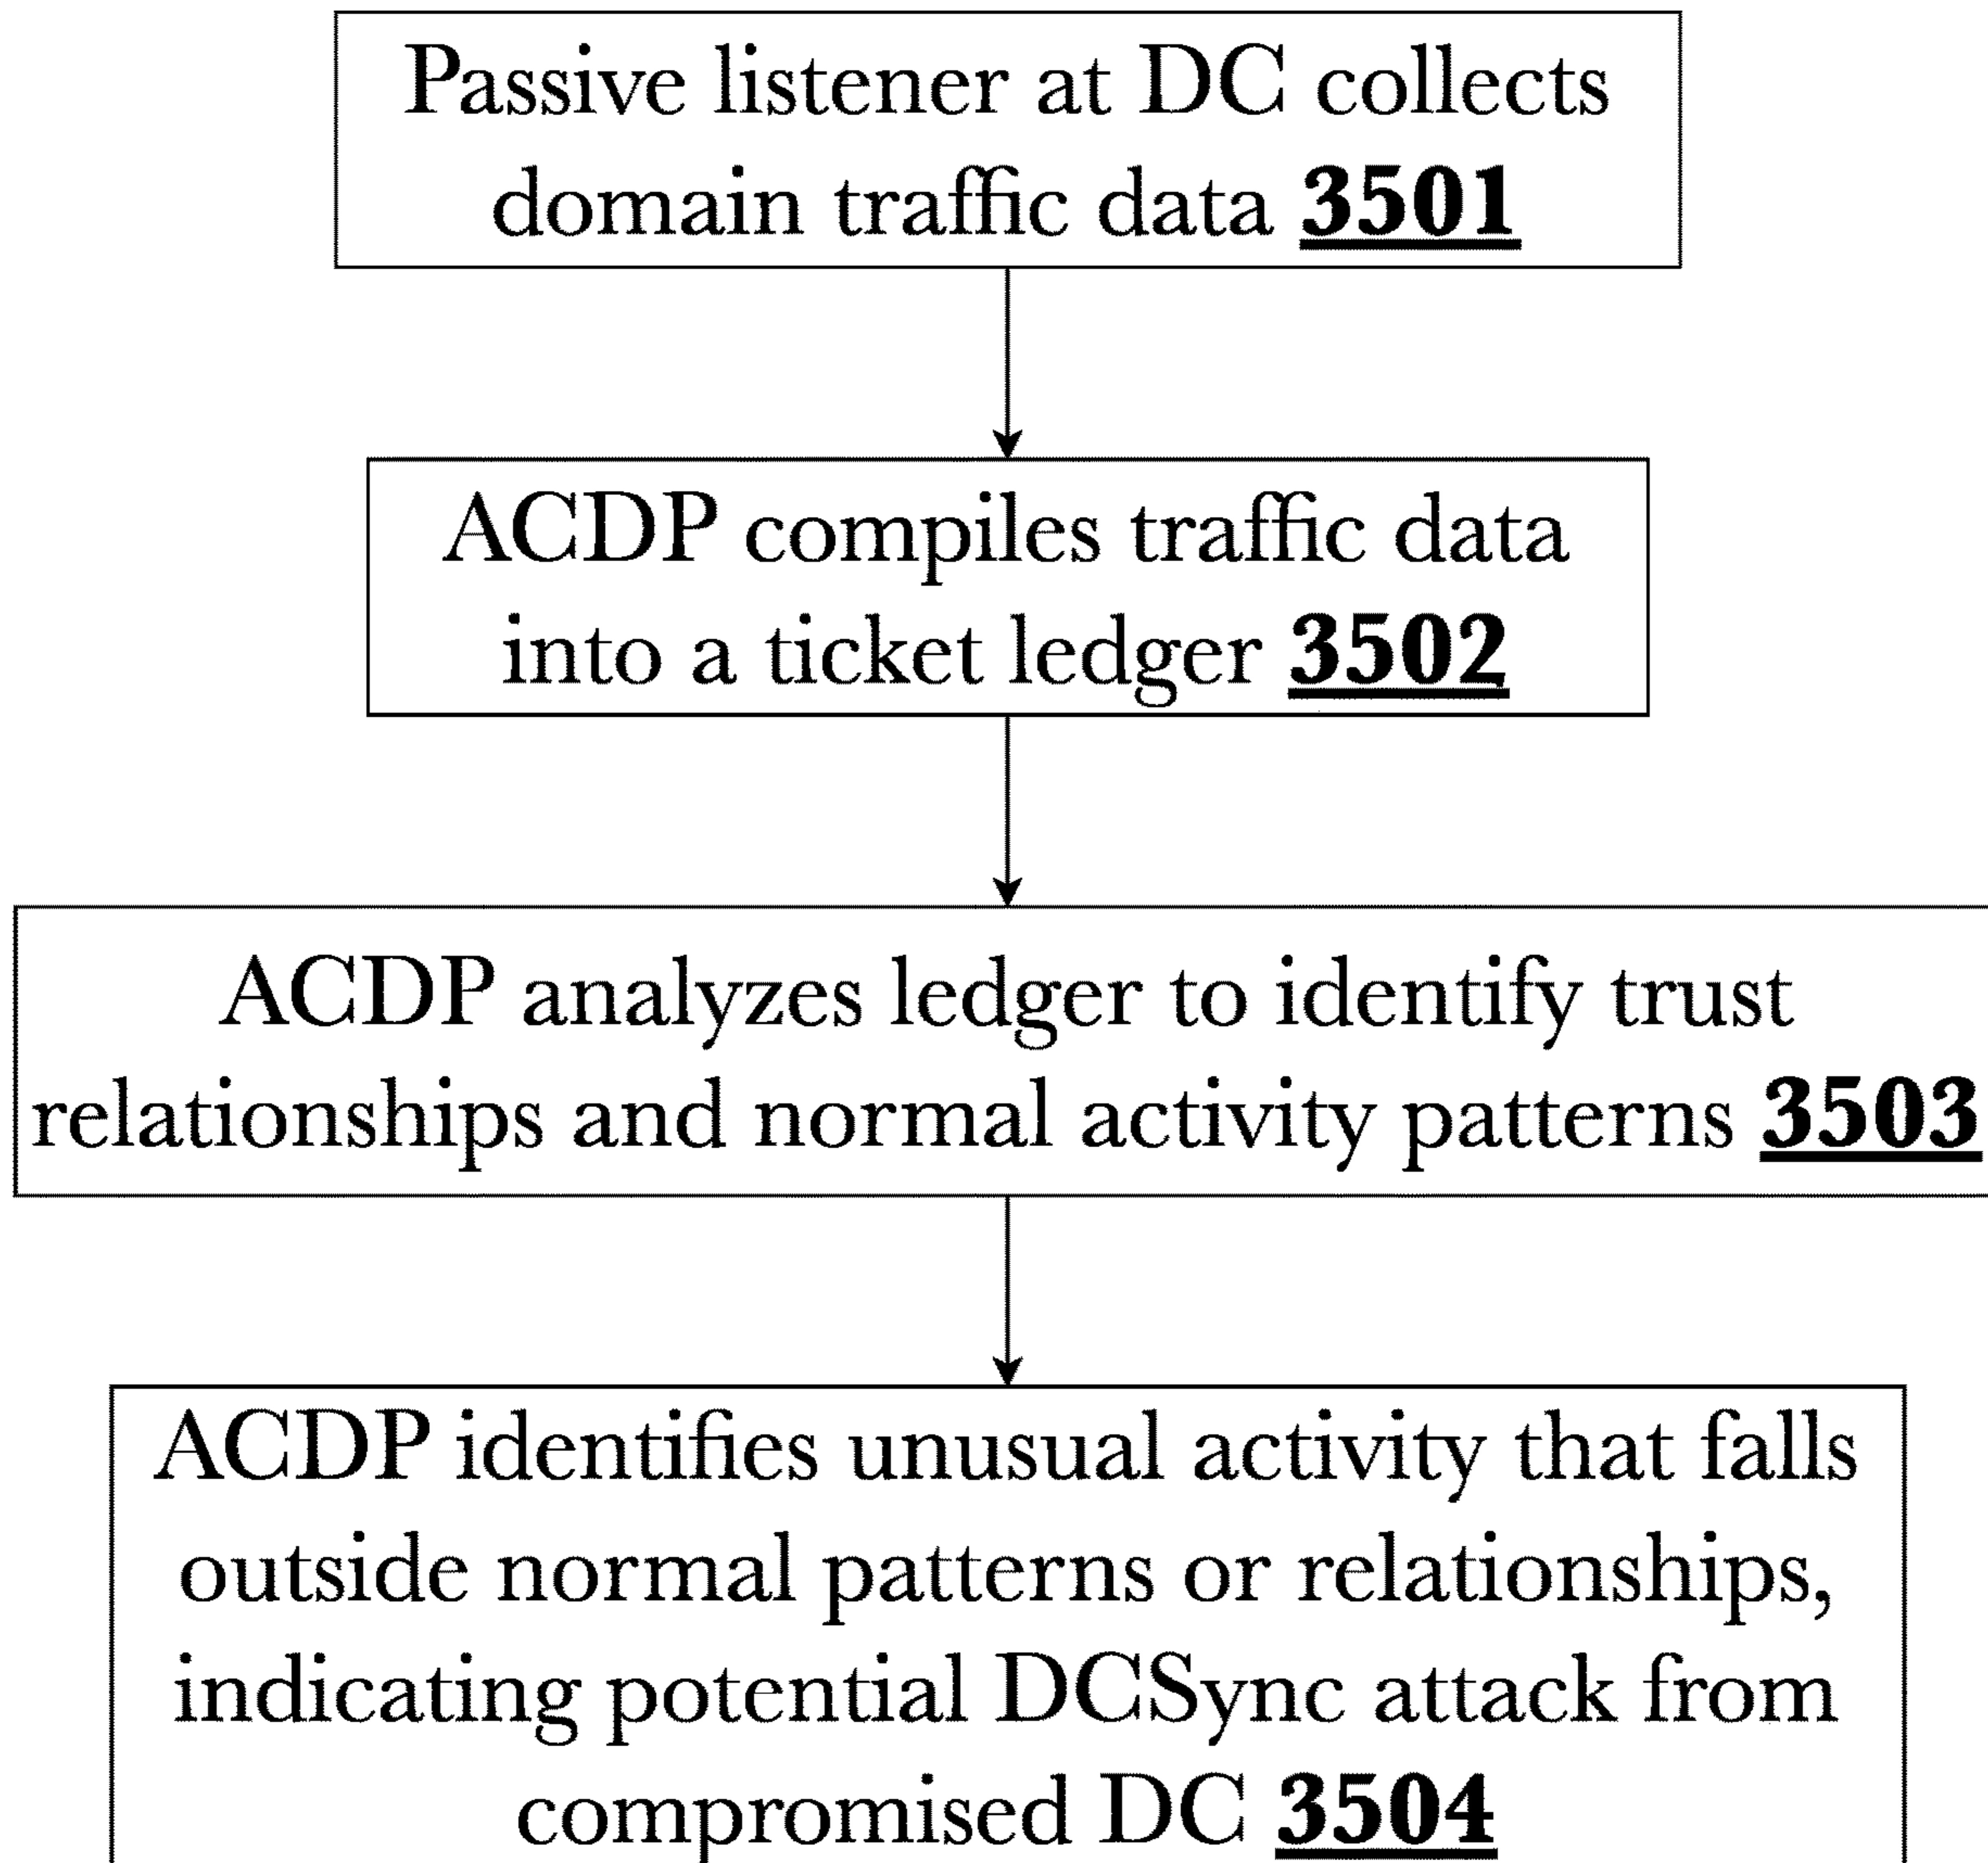 Passive listener at DC collects
domain traffic data 3501
ACDP compiles traffic data
into a ticket ledger 3502
ACDP analyzes ledger to identify trust
relationships and normal activity patterns 3503
ACDP identifies unusual activity that falls
outside normal patterns or relationships,
indicating potential DCSync attack from
compromised DC 3504